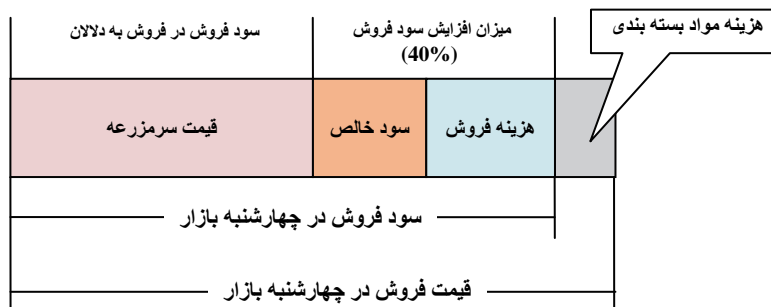 هزینه مواد بسته بندی
میزان افزایش سود فروش
(40%)
سود فروش در فروش به دلالان
هزینه فروش
سود خالص
قیمت سرمزرعه
سود فروش در چهارشنبه بازار
قیمت فروش در چهارشنبه بازار